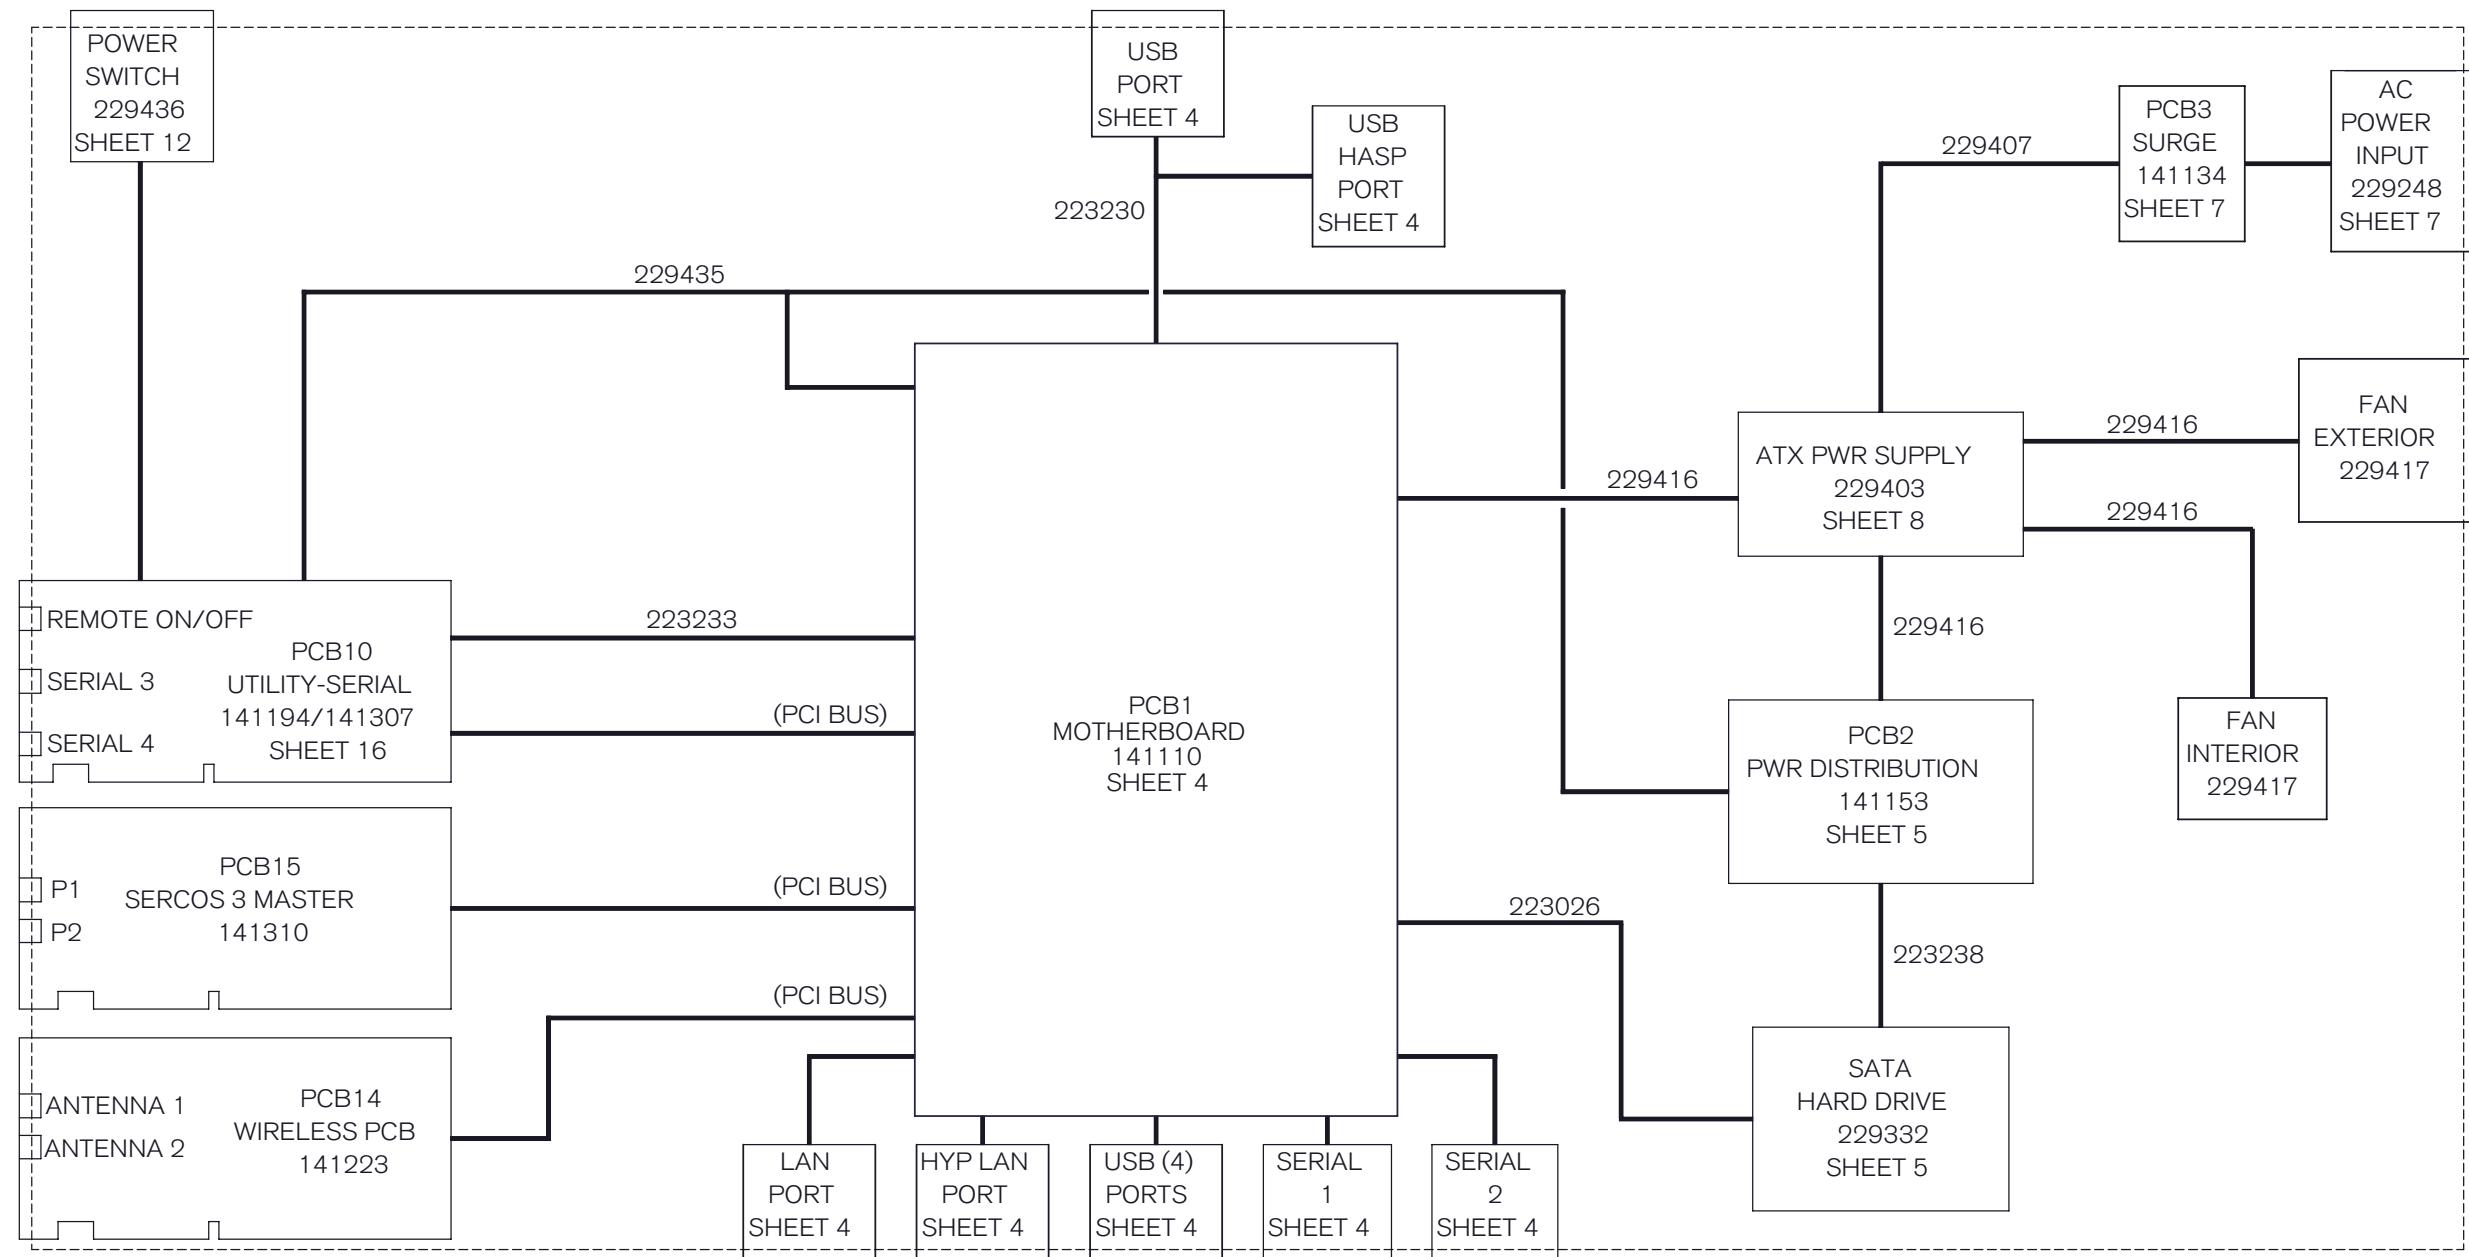 POWER
SWITCH
229436
SHEET 12
USB
PORT
SHEET 4
USB
HASP
PORT
SHEET 4
223230
229407
PCB3
SURGE
141134
SHEET 7
AC
POWER
INPUT
229248
SHEET 7
229435
229416
ATX PWR SUPPLY
229403
SHEET 8
229416
FAN
EXTERIOR
229417
229416
229416
FAN
INTERIOR
229417
REMOTE ON/OFF
SERIAL 3
SERIAL 4
PCB10
UTILITY-SERIAL
141194/141307
SHEET 16
223233
(PCI BUS)
PCB1
MOTHERBOARD
141110
SHEET 4
PCB2
PWR DISTRIBUTION
141153
SHEET 5
P1
P2
PCB15
SERCOS 3 MASTER
141310
(PCI BUS)
223026
223238
(PCI BUS)
ANTENNA 1
ANTENNA 2
PCB14
WIRELESS PCB
141223
SATA
HARD DRIVE
229332
SHEET 5
LAN
PORT
SHEET 4
HYP LAN
PORT
SHEET 4
USB (4)
PORTS
SHEET 4
SERIAL
1
SHEET 4
SERIAL
2
SHEET 4